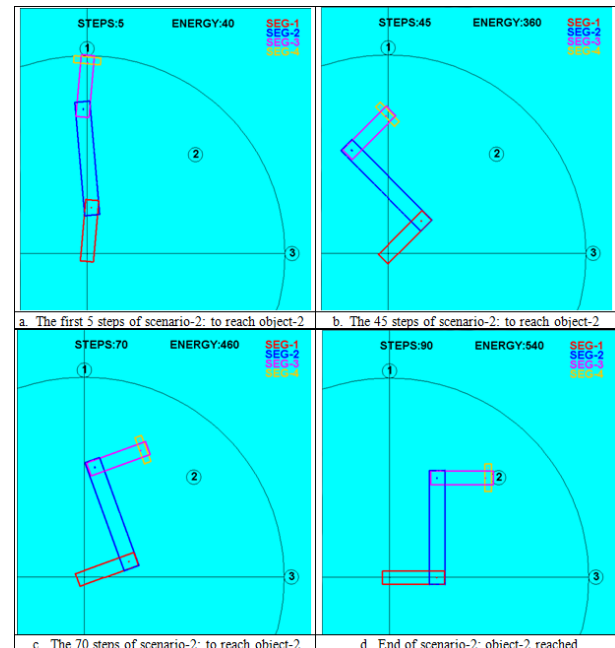 STEPS:5 ENERGY:40 SEG-1
SEG-2
SEG-3
SEG-4
1
2
3
a. The first 5 steps of scenario-2: to reach object-2
STEPS:45 ENERGY:360 SEG-1
SEG-2
SEG-3
SEG-4
1
2
3
b. The 45 steps of scenario-2: to reach object-2
STEPS:70 ENERGY:460 SEG-1
SEG-2
SEG-3
SEG-4
1
2
3
c. The 70 steps of scenario-2: to reach object-2
STEPS:90 ENERGY:540 SEG-1
SEG-2
SEG-3
SEG-4
1
2
3
d. End of scenario-2: object-2 reached